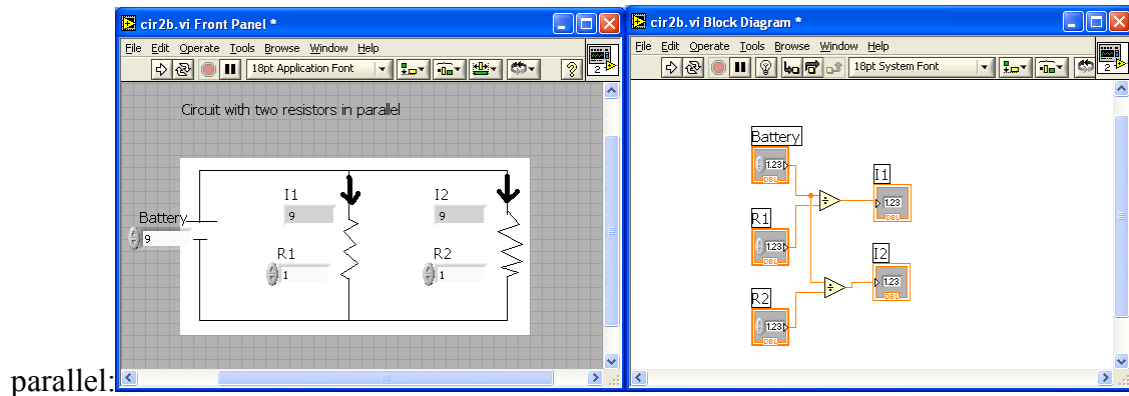 cir2b.vi Front Panel *
File Edit Operate Tools Browse Window Help
18pt Application Font
2
Circuit with two resistors in parallel
I1
I2
9
9
Battery
9
R1
R2
1
1
cir2b.vi Block Diagram *
File Edit Operate Tools Browse Window Help
18pt System Font
2
Battery
1.23
DBL
I1
1.23
DBL
R1
1.23
DBL
I2
1.23
DBL
R2
1.23
DBL
parallel: